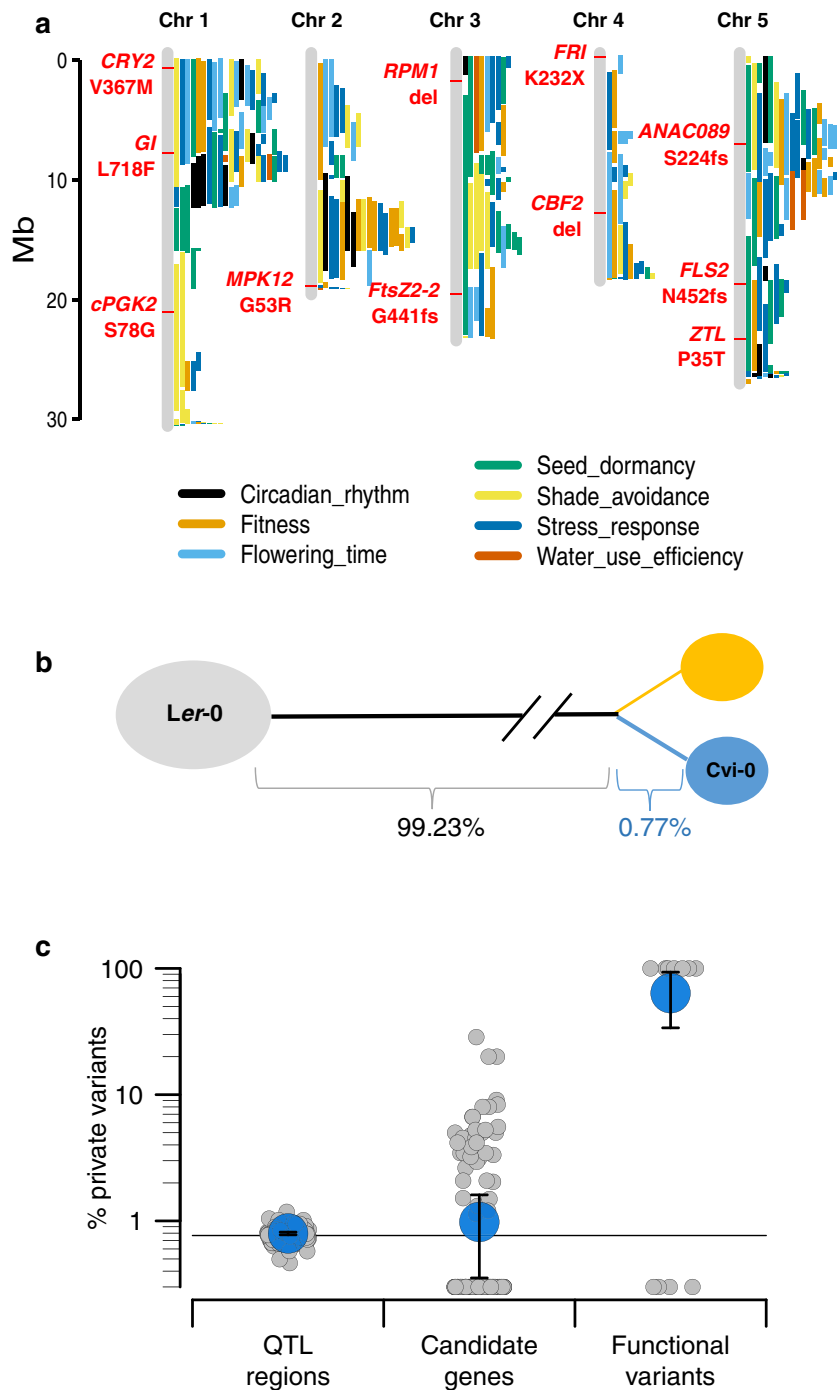 a
Chr 1
Chr 2
Chr 3
Chr 4
Chr 5
Mb
0
10
20
30
CRY2
V367M
GI
L718F
cPGK2
S78G
MPK12
G53R
RPM1
del
FtsZ2-2
G441fs
FRI
K232X
CBF2
del
ANAC089
S224fs
FLS2
N452fs
ZTL
P35T
Circadian_rhythm
Fitness
Flowering_time
Seed_dormancy
Shade_avoidance
Stress_response
Water_use_efficiency
b
Ler-0
Cvi-0
99.23%
0.77%
c
% private variants
100
10
1
QTL
regions
Candidate
genes
Functional
variants